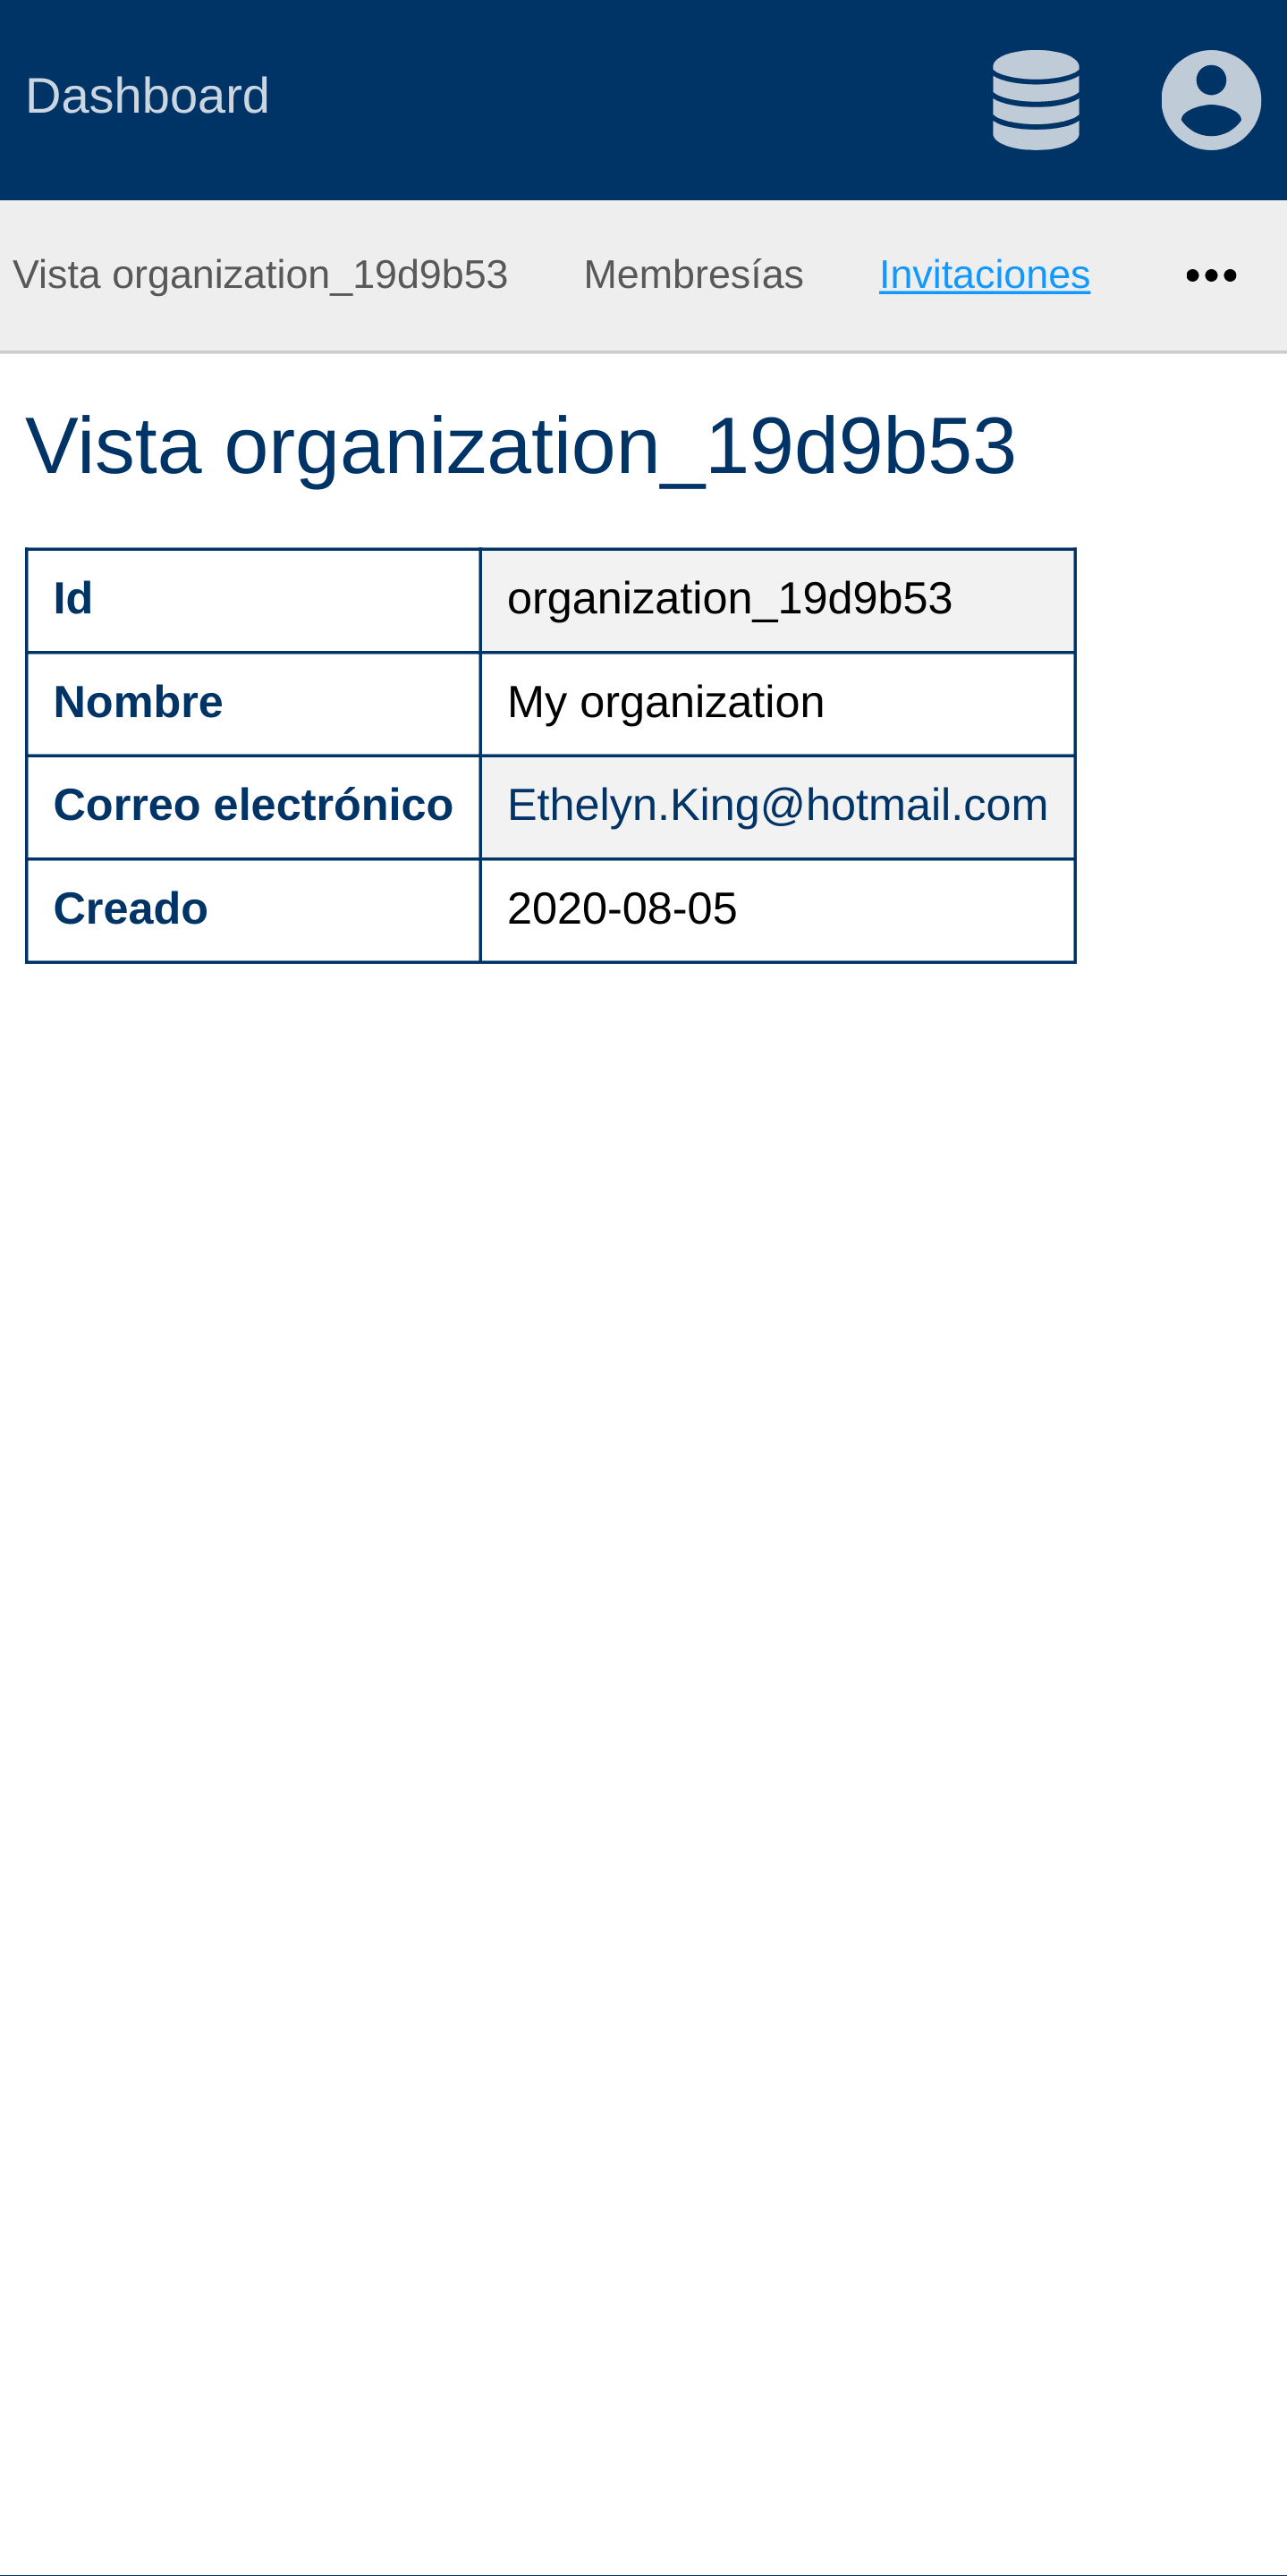 Dashboard
Vista organization_19d9b53 Membresías Invitaciones •••
Vista organization_19d9b53
Id organization_19d9b53
Nombre My organization
Correo electrónico Ethelyn.King@hotmail.com
Creado 2020-08-05